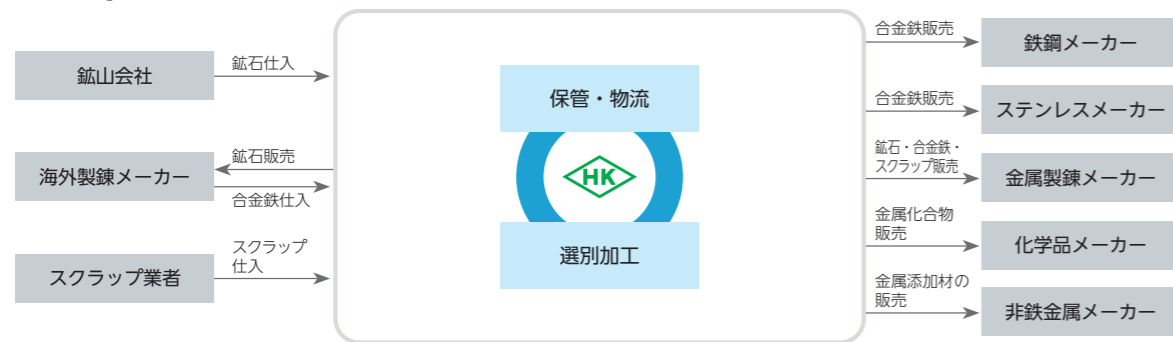 鉱山会社
鉱石仕入
海外製錬メーカー
鉱石販売
合金鉄仕入
スクラップ業者
スクラップ
仕入
保管・物流
HK
選別加工
合金鉄販売
鉄鋼メーカー
合金鉄販売
ステンレスメーカー
鉱石・合金鉄・
スクラップ販売
金属製錬メーカー
金属化合物
販売
化学品メーカー
金属添加材の
販売
非鉄金属メーカー